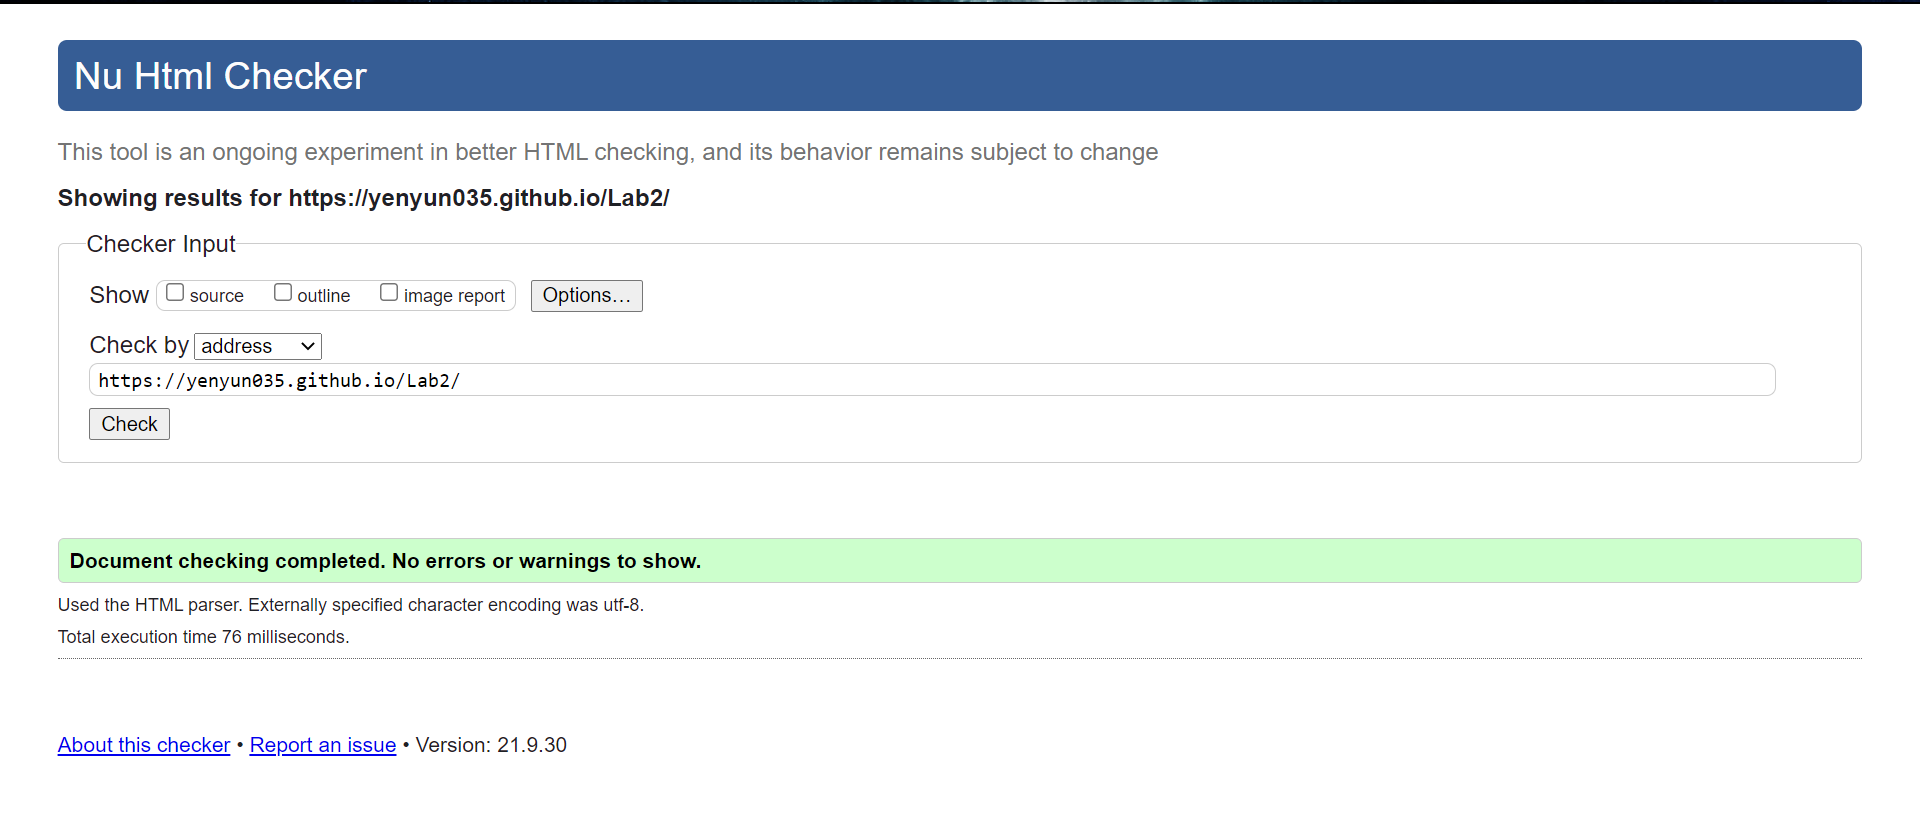 Nu Html Checker
This tool is an ongoing experiment in better HTML checking, and its behavior remains subject to change
Showing results for https://yenyun035.github.io/Lab2/
Checker Input
Show source outline image report Options…
Check by address
https://yenyun035.github.io/Lab2/
Check
Document checking completed. No errors or warnings to show.
Used the HTML parser. Externally specified character encoding was utf-8.
Total execution time 76 milliseconds.
About this checker • Report an issue • Version: 21.9.30